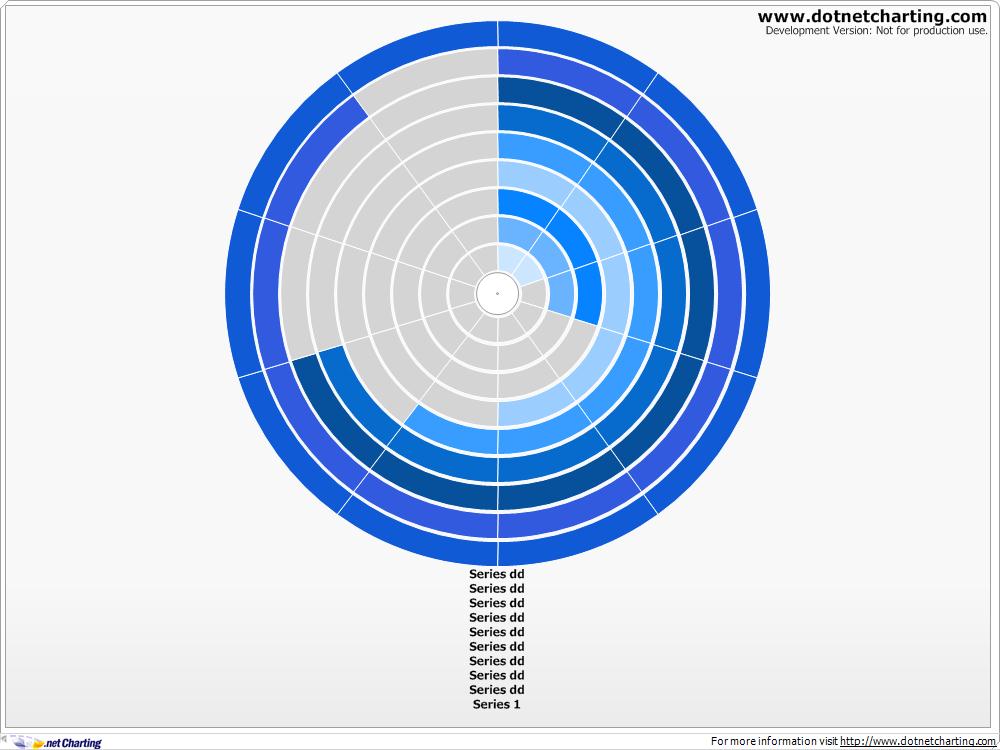 www.dotnetcharting.com
Development Version: Not for production use.
Series dd
Series dd
Series dd
Series dd
Series dd
Series dd
Series dd
Series dd
Series dd
Series 1
.net Charting
For more information visit http://www.dotnetcharting.com